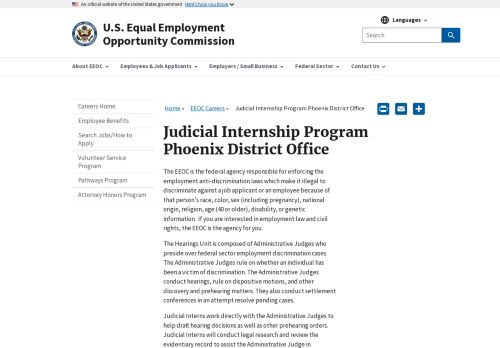 An official website of the United States government Here's how you know
U.S. Equal Employment
Opportunity Commission
Languages
Search
About EEOC
Employees & Job Applicants
Employers / Small Business
Federal Sector
Contact Us
Careers Home
Employee Benefits
Search Jobs/How to
Apply
Volunteer Service
Program
Pathways Program
Attorney Honors Program
Home » EEOC Careers » Judicial Internship Program Phoenix District Office
Judicial Internship Program
Phoenix District Office
The EEOC is the federal agency responsible for enforcing the
employment anti-discrimination laws which make it illegal to
discriminate against a job applicant or an employee because of
that person's race, color, sex (including pregnancy), national
origin, religion, age (40 or older), disability, or genetic
information. If you are interested in employment law and civil
rights, the EEOC is the agency for you.
The Hearings Unit is composed of Administrative Judges who
preside over federal sector employment discrimination cases.
The Administrative Judges rule on whether an individual has
been a victim of discrimination. The Administrative Judges
conduct hearings, rule on dispositive motions, and other
discovery and prehearing matters. They also conduct settlement
conferences in attempt resolve pending cases.
Judicial Interns work directly with the Administrative Judges to
help draft hearing decisions as well as other prehearing orders.
Judicial Interns will conduct legal research and review the
evidentiary record to assist the Administrative Judge in